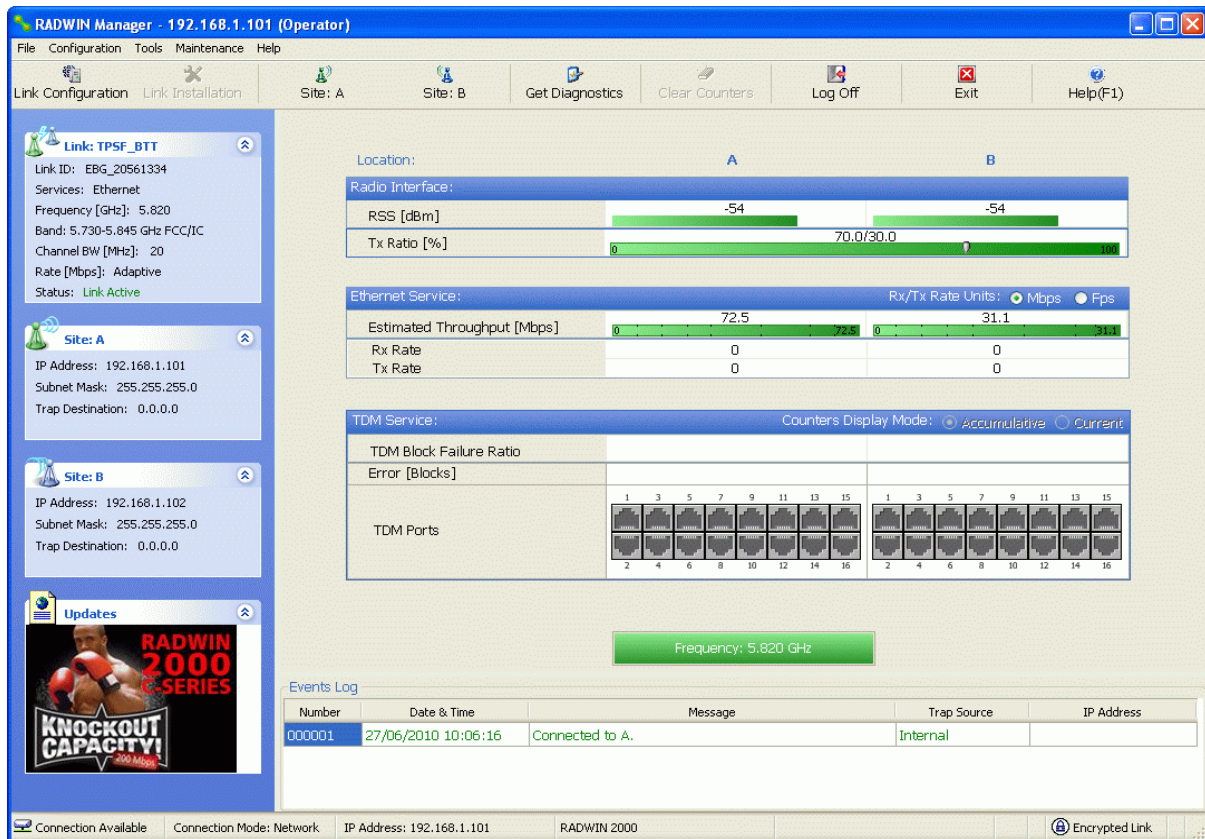 RADWIN Manager - 192.168.1.101 (Operator)
File Configuration Tools Maintenance Help
Link Configuration Link Installation Site: A Site: B Get Diagnostics Clear Counters Log Off Exit Help(F1)
Link: TPSF_BTT
Link ID: EBG_20561334
Services: Ethernet
Frequency [GHz]: 5.820
Band: 5.730-5.845 GHz FCC/IC
Channel BW [MHz]: 20
Rate [Mbps]: Adaptive
Status: Link Active
Site: A
IP Address: 192.168.1.101
Subnet Mask: 255.255.255.0
Trap Destination: 0.0.0.0
Site: B
IP Address: 192.168.1.102
Subnet Mask: 255.255.255.0
Trap Destination: 0.0.0.0
Updates
RADWIN
2000
C-SERIES
KNOCKOUT
CAPACITY!
200 Mbps
Location: A B
Radio Interface:
RSS [dBm] -54 -54
Tx Ratio [%] 70.0/30.0
0 100
Ethernet Service: Rx/Tx Rate Units: Mbps Fps
Estimated Throughput [Mbps] 72.5 31.1
0 72.5 0 31.1
Rx Rate 0 0
Tx Rate 0 0
TDM Service: Counters Display Mode: Accumulative Current
TDM Block Failure Ratio
Error [Blocks]
1 3 5 7 9 11 13 15 1 3 5 7 9 11 13 15
TDM Ports
2 4 6 8 10 12 14 16 2 4 6 8 10 12 14 16
Frequency: 5.820 GHz
Events Log
Number Date & Time Message Trap Source IP Address
000001 27/06/2010 10:06:16 Connected to A. Internal
Connection Available Connection Mode: Network IP Address: 192.168.1.101 RADWIN 2000 Encrypted Link